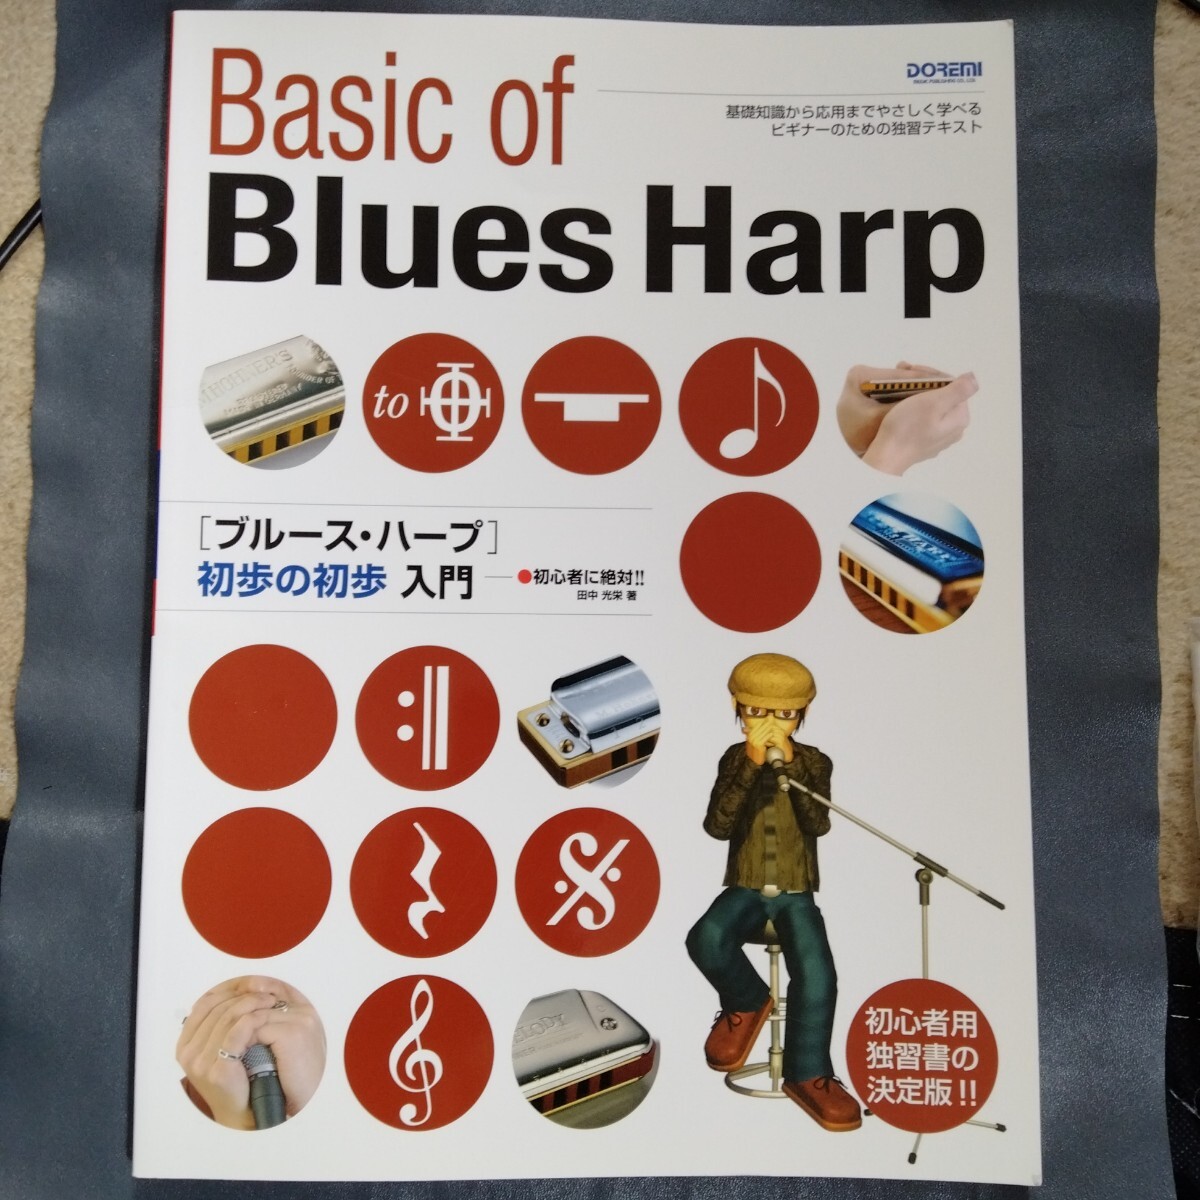 Basic of
Blues Harp
DOREMI
基礎知識から応用までやさしく学べる
ビギナーのための独習テキスト
HOHNER'S
to
［ブルース・ハープ］
初歩の初歩 入門
●初心者に絶対!!
田中 光栄 著
初心者用
独習書の
決定版!!